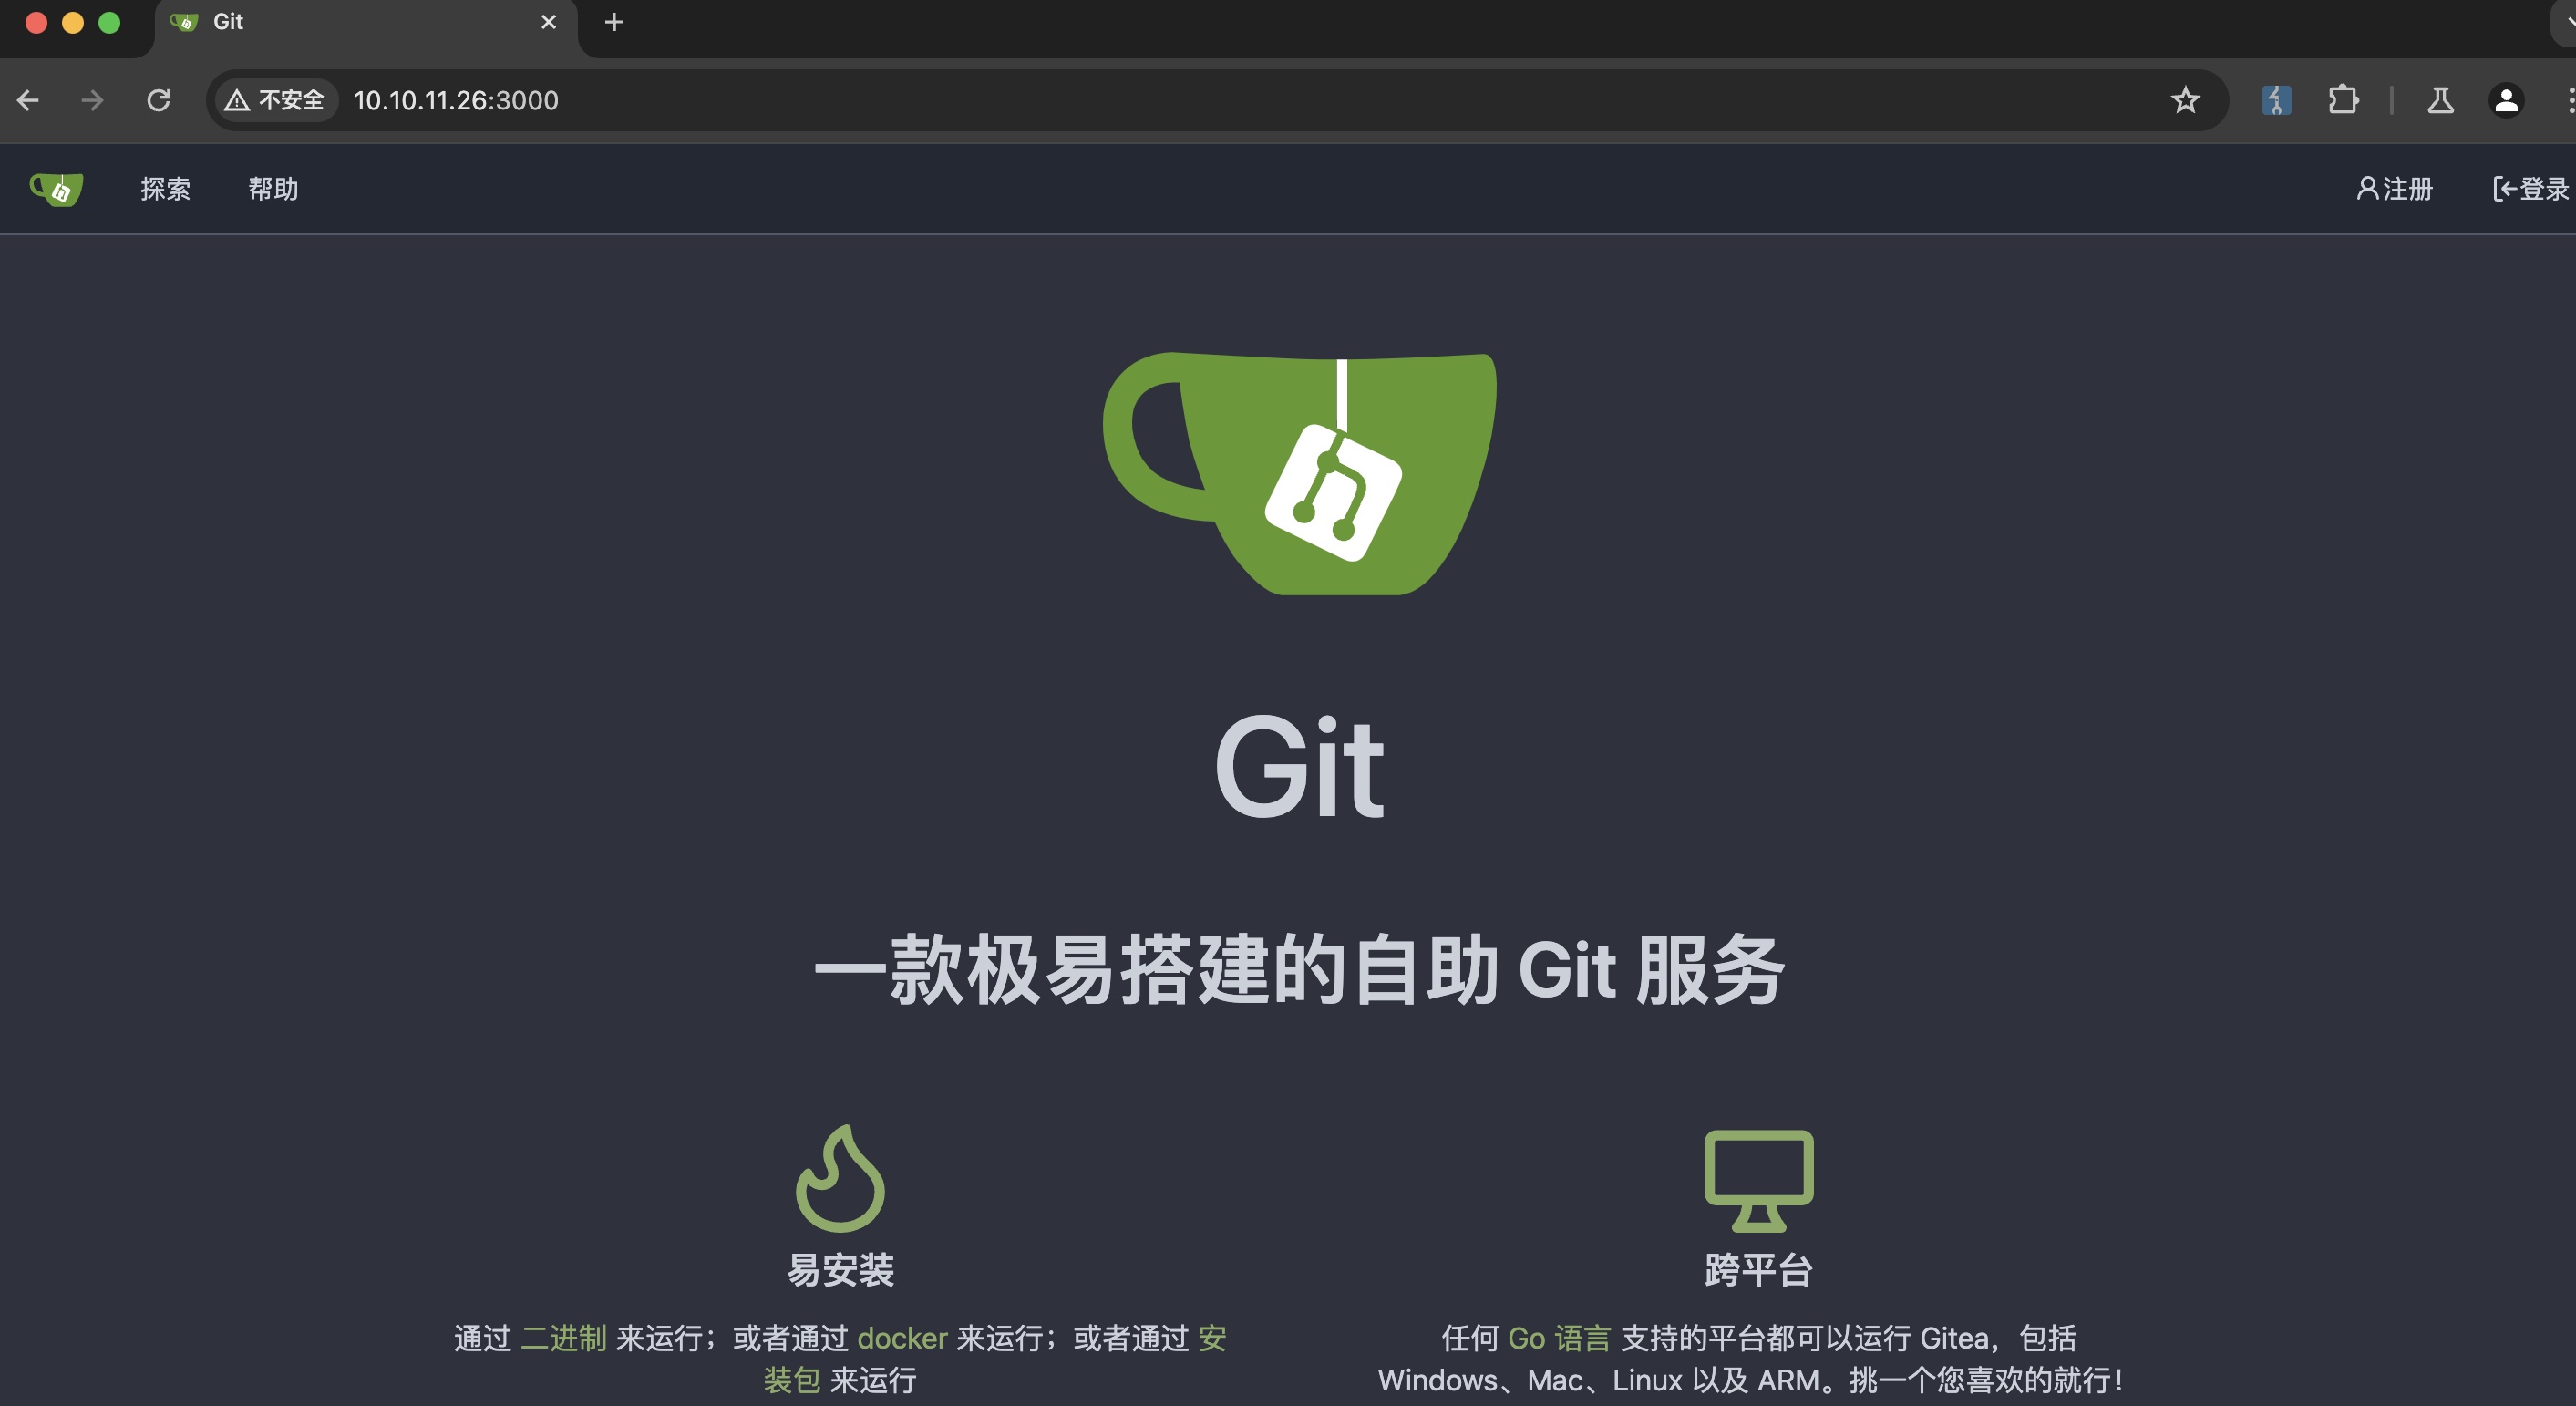 Git
不安全 10.10.11.26:3000
探索 帮助 注册 登录
Git
一款极易搭建的自助 Git 服务
易安装
通过 二进制 来运行；或者通过 docker 来运行；或者通过 安
装包 来运行
跨平台
任何 Go 语言 支持的平台都可以运行 Gitea，包括
Windows、Mac、Linux 以及 ARM。挑一个您喜欢的就行！